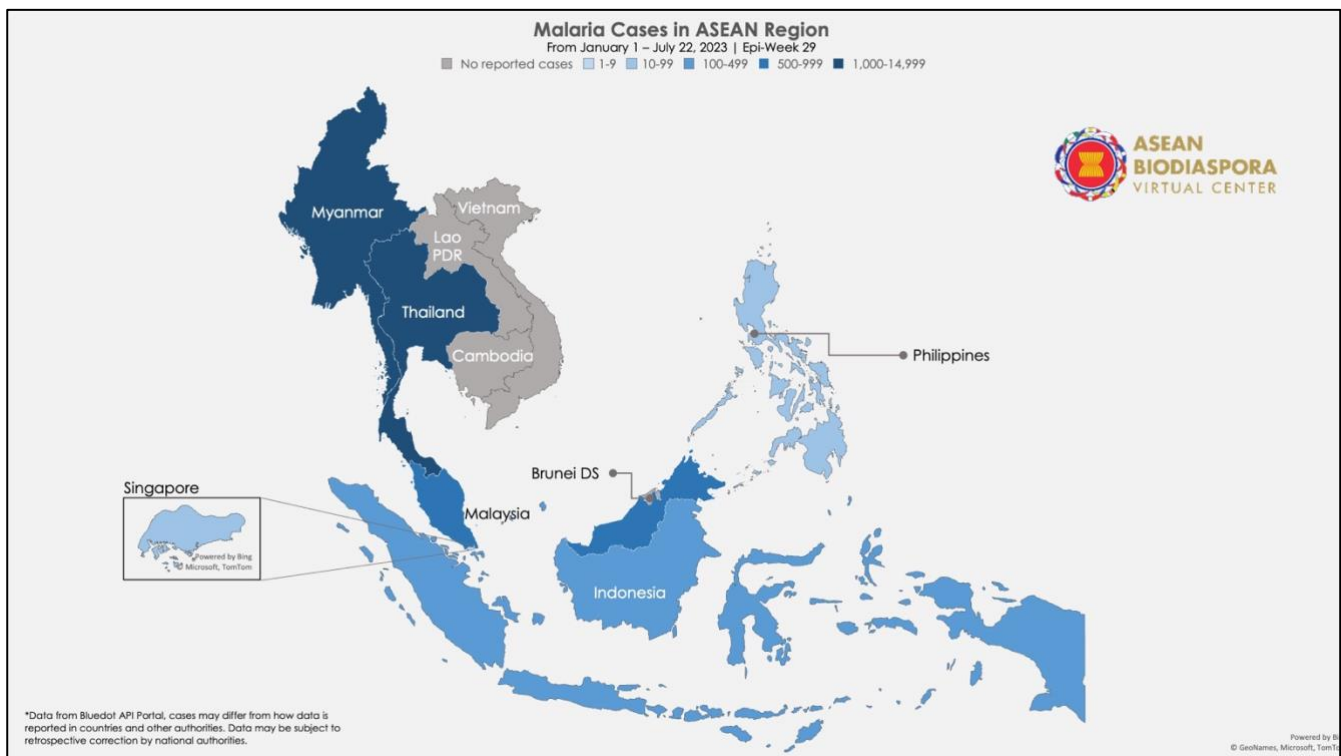 Malaria Cases in ASEAN Region
From January 1 – July 22, 2023 | Epi-Week 29
No reported cases 1-9 10-99 100-499 500-999 1,000-14,999
ASEAN
BIODIASPORA
VIRTUAL CENTER
Myanmar
Vietnam
Lao
PDR
Thailand
Cambodia
Philippines
Brunei DS
Singapore
Malaysia
Powered by Bing
© Microsoft, TomTom
Indonesia
*Data from Bluedot API Portal, cases may differ from how data is
reported in countries and other authorities. Data may be subject to
retrospective correction by national authorities.
Powered by Bi
© GeoNames, Microsoft, TomTo